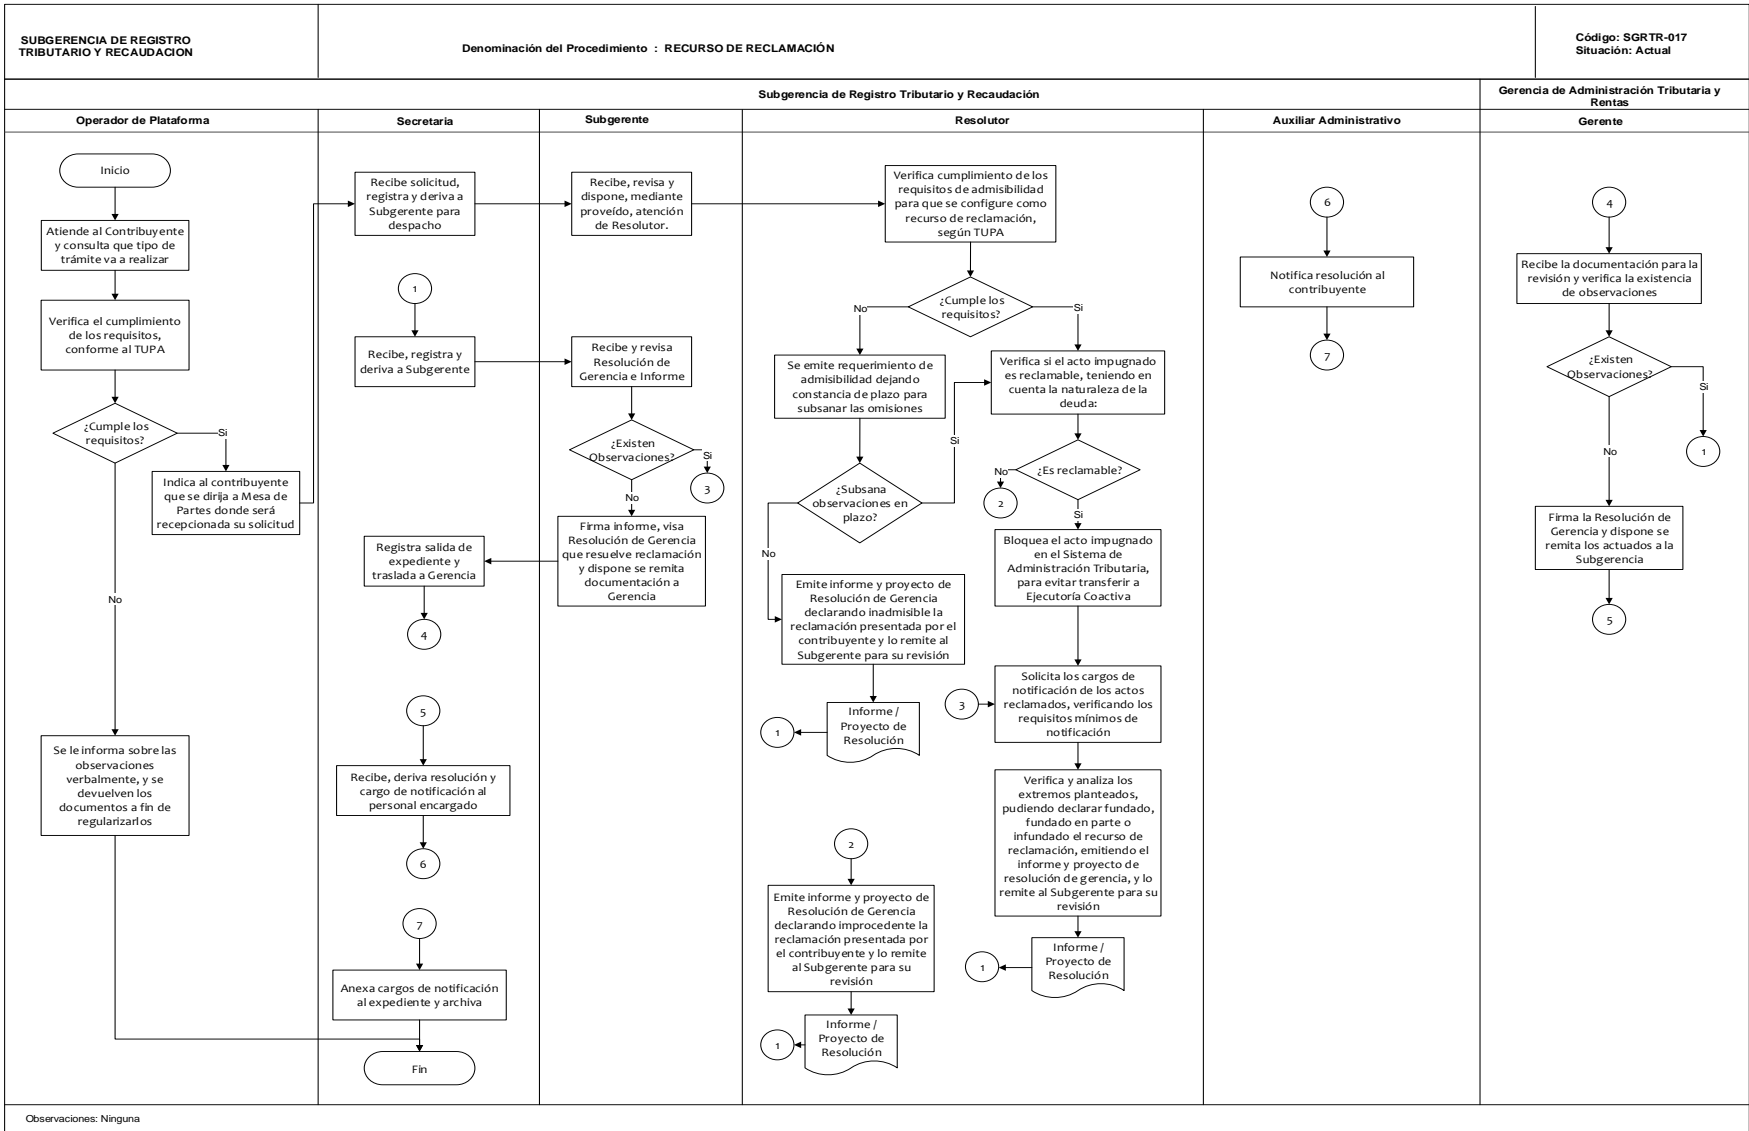 SUBGERENCIA DE REGISTRO
TRIBUTARIO Y RECAUDACION
Denominación del Procedimiento : RECURSO DE RECLAMACIÓN
Código: SGRTR-017
Situación: Actual
Subgerencia de Registro Tributario y Recaudación
Gerencia de Administración Tributaria y
Rentas
Operador de Plataforma
Secretaria
Subgerente
Resolutor
Auxiliar Administrativo
Gerente
Inicio
Atiende al Contribuyente
y consulta que tipo de
trámite va a realizar
Verifica el cumplimiento
de los requisitos,
conforme al TUPA
¿Cumple los
requisitos?
Si
Indica al contribuyente
que se dirija a Mesa de
Partes donde será
recepcionada su solicitud
No
Se le informa sobre las
observaciones
verbalmente, y se
devuelven los
documentos a fin de
regularizarlos
Recibe solicitud,
registra y deriva a
Subgerente para
despacho
1
Recibe, registra y
deriva a Subgerente
Registra salida de
expediente y
traslada a Gerencia
4
5
Recibe, deriva resolución y
cargo de notificación al
personal encargado
6
7
Anexa cargos de notificación
al expediente y archiva
Fin
Recibe, revisa y
dispone, mediante
proveído, atención
de Resolutor.
Recibe y revisa
Resolución de
Gerencia e Informe
¿Existen
Observaciones?
Si
3
No
Firma informe, visa
Resolución de Gerencia
que resuelve reclamación
y dispone se remita
documentación a
Gerencia
Verifica cumplimiento de los
requisitos de admisibilidad
para que se configure como
recurso de reclamación,
según TUPA
¿Cumple los
requisitos?
No
Si
Se emite requerimiento de
admisibilidad dejando
constancia de plazo para
subsanar las omisiones
¿Subsana
observaciones en
plazo?
Si
No
Emite informe y proyecto de
Resolución de Gerencia
declarando inadmisible la
reclamación presentada por el
contribuyente y lo remite al
Subgerente para su revisión
Informe /
Proyecto de
Resolución
1
2
Emite informe y proyecto de
Resolución de Gerencia
declarando improcedente la
reclamación presentada por
el contribuyente y lo remite
al Subgerente para su
revisión
Informe /
Proyecto de
Resolución
1
Verifica si el acto impugnado
es reclamable, teniendo en
cuenta la naturaleza de la
deuda:
¿Es reclamable?
No
2
Si
Bloquea el acto impugnado
en el Sistema de
Administración Tributaria,
para evitar transferir a
Ejecutoría Coactiva
3
Solicita los cargos de
notificación de los actos
reclamados, verificando los
requisitos mínimos de
notificación
Verifica y analiza los
extremos planteados,
pudiendo declarar fundado,
fundado en parte o
infundado el recurso de
reclamación, emitiendo el
informe y proyecto de
resolución de gerencia, y lo
remite al Subgerente para su
revisión
Informe /
Proyecto de
Resolución
1
6
Notifica resolución al
contribuyente
7
4
Recibe la documentación para la
revisión y verifica la existencia
de observaciones
¿Existen
Observaciones?
Si
1
No
Firma la Resolución de
Gerencia y dispone se
remita los actuados a la
Subgerencia
5
Observaciones: Ninguna